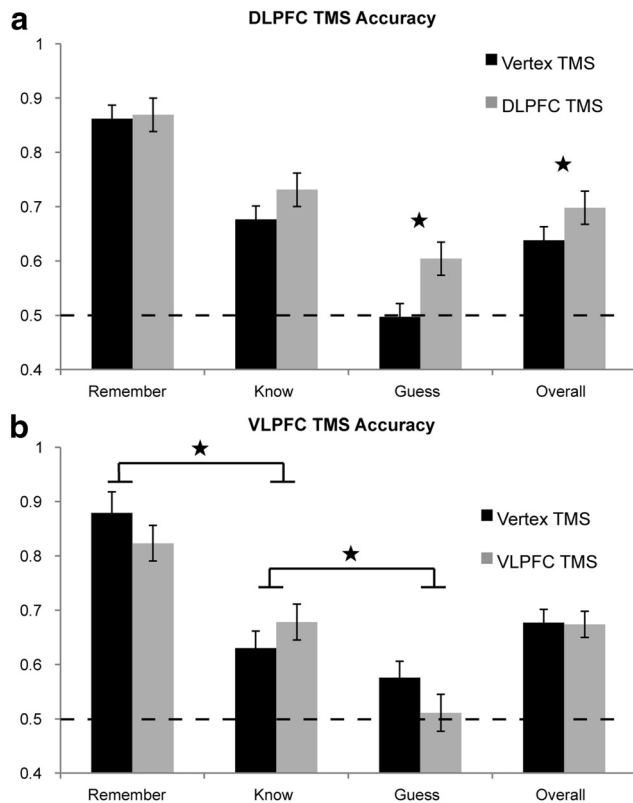 a
DLPFC TMS Accuracy
1
Vertex TMS
0.9
DLPFC TMS
0.8
0.7
0.6
0.5
0.4
Remember Know Guess Overall
b
VLPFC TMS Accuracy
1
0.9
Vertex TMS
0.8
VLPFC TMS
0.7
0.6
0.5
0.4
Remember Know Guess Overall